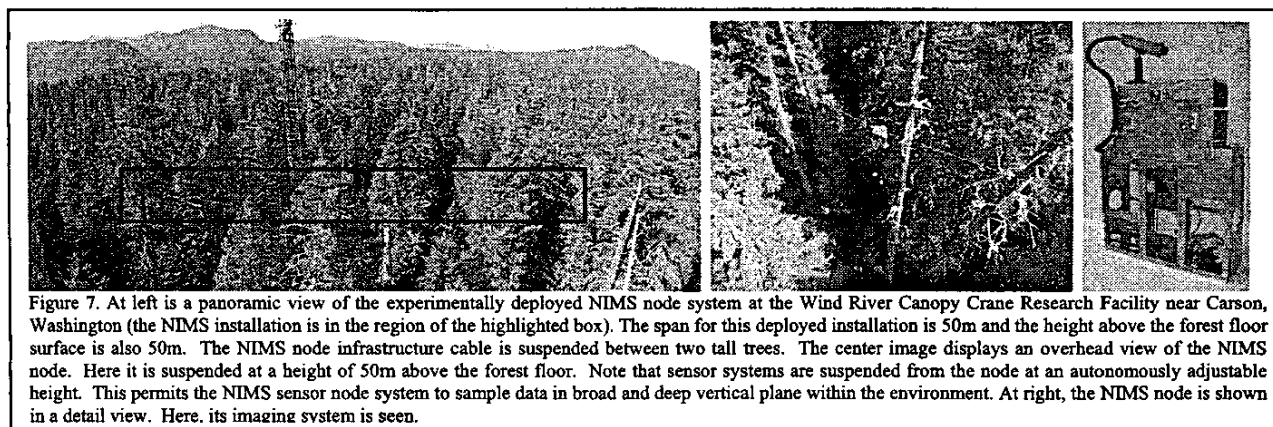 Figure 7. At left is a panoramic view of the experimentally deployed NIMS node system at the Wind River Canopy Crane Research Facility near Carson,
Washington (the NIMS installation is in the region of the highlighted box). The span for this deployed installation is 50m and the height above the forest floor
surface is also 50m. The NIMS node infrastructure cable is suspended between two tall trees. The center image displays an overhead view of the NIMS
node. Here it is suspended at a height of 50m above the forest floor. Note that sensor systems are suspended from the node at an autonomously adjustable
height. This permits the NIMS sensor node system to sample data in broad and deep vertical plane within the environment. At right, the NIMS node is shown
in a detail view. Here, its imaging system is seen.